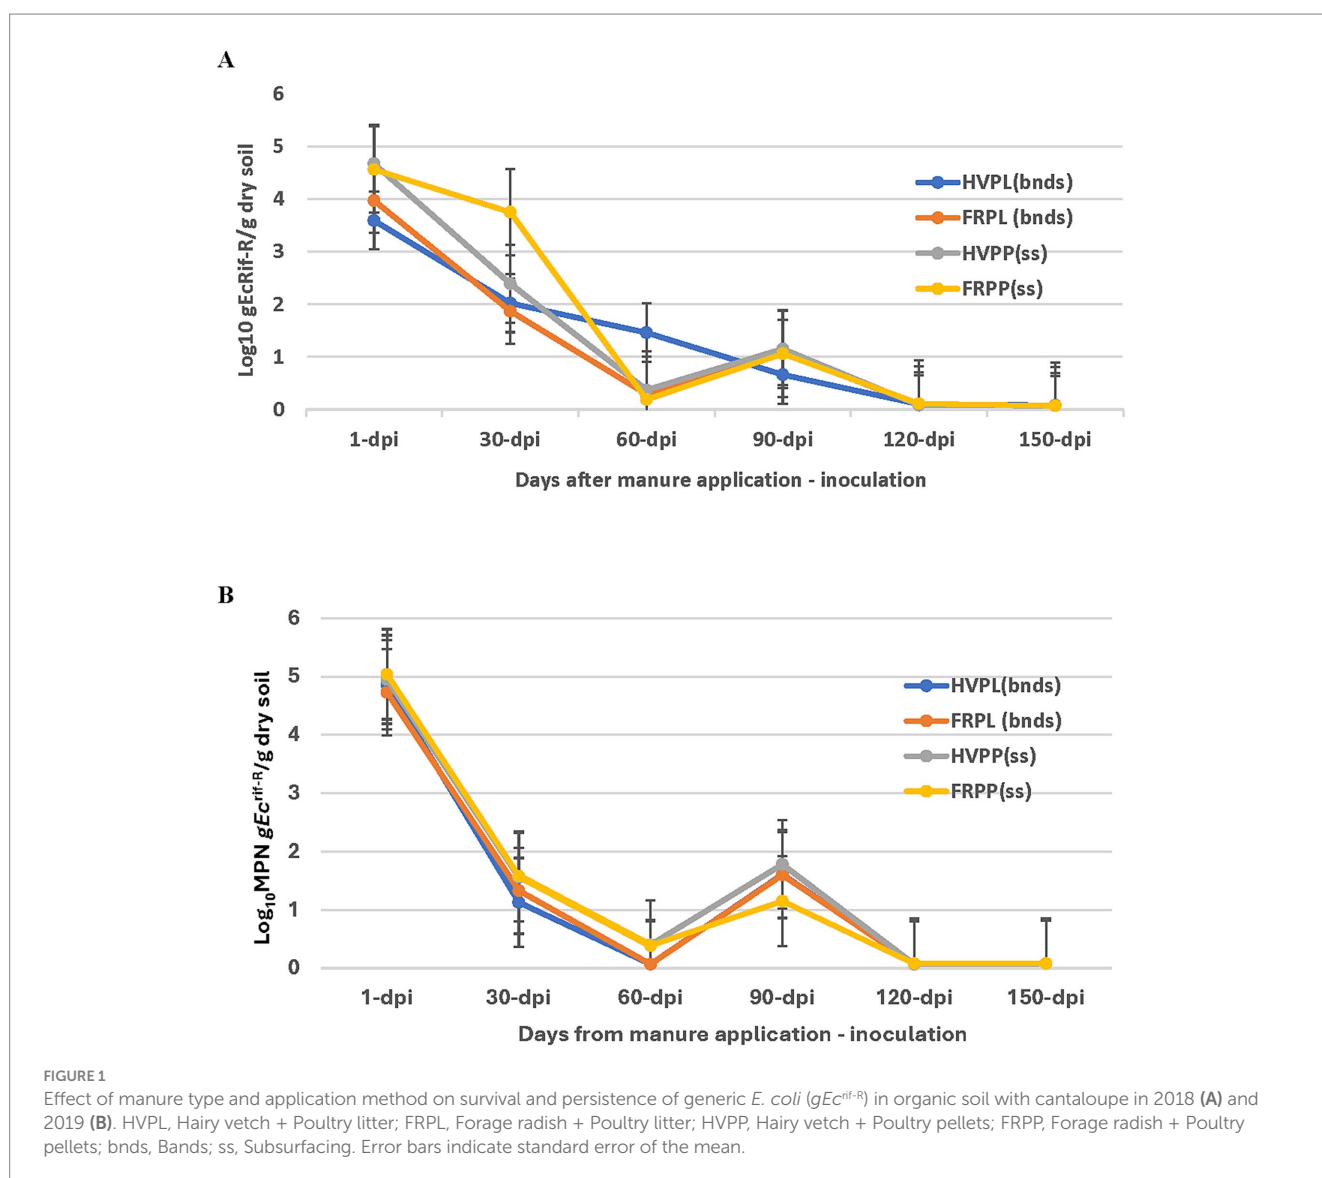 A
6
5
4
3
2
1
0
Log10 gEcRif-R/g dry soil
HVPL(bnds)
FRPL (bnds)
HVPP(ss)
FRPP(ss)
1-dpi 30-dpi 60-dpi 90-dpi 120-dpi 150-dpi
Days after manure application - inoculation
B
6
5
4
3
2
1
0
Log₁₀MPN gEcʳⁱᶠ⁻ᴿ/g dry soil
HVPL(bnds)
FRPL (bnds)
HVPP(ss)
FRPP(ss)
1-dpi 30-dpi 60-dpi 90-dpi 120-dpi 150-dpi
Days from manure application - inoculation
FIGURE 1
Effect of manure type and application method on survival and persistence of generic E. coli (gEcʳⁱᶠ⁻ᴿ) in organic soil with cantaloupe in 2018 (A) and
2019 (B). HVPL, Hairy vetch + Poultry litter; FRPL, Forage radish + Poultry litter; HVPP, Hairy vetch + Poultry pellets; FRPP, Forage radish + Poultry
pellets; bnds, Bands; ss, Subsurfacing. Error bars indicate standard error of the mean.